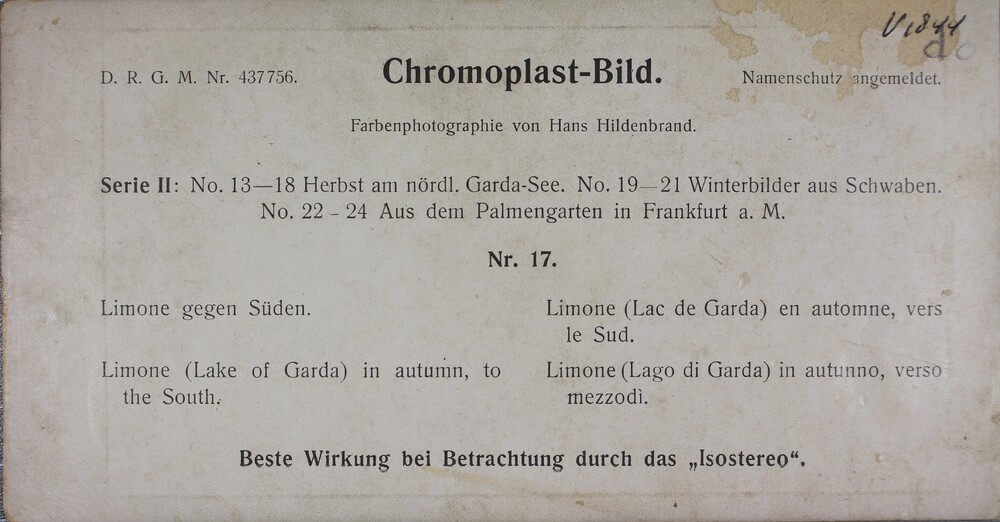 V 1844
do
D. R. G. M. Nr. 437756. Chromoplast-Bild. Namenschutz angemeldet.
Farbenphotographie von Hans Hildenbrand.
Serie II: No. 13—18 Herbst am nördl. Garda-See. No. 19—21 Winterbilder aus Schwaben.
No. 22 - 24 Aus dem Palmengarten in Frankfurt a. M.
Nr. 17.
Limone gegen Süden.
Limone (Lake of Garda) in autumn, to
the South.
Limone (Lac de Garda) en automne, vers
le Sud.
Limone (Lago di Garda) in autunno, verso
mezzodì.
Beste Wirkung bei Betrachtung durch das „Isostereo“.